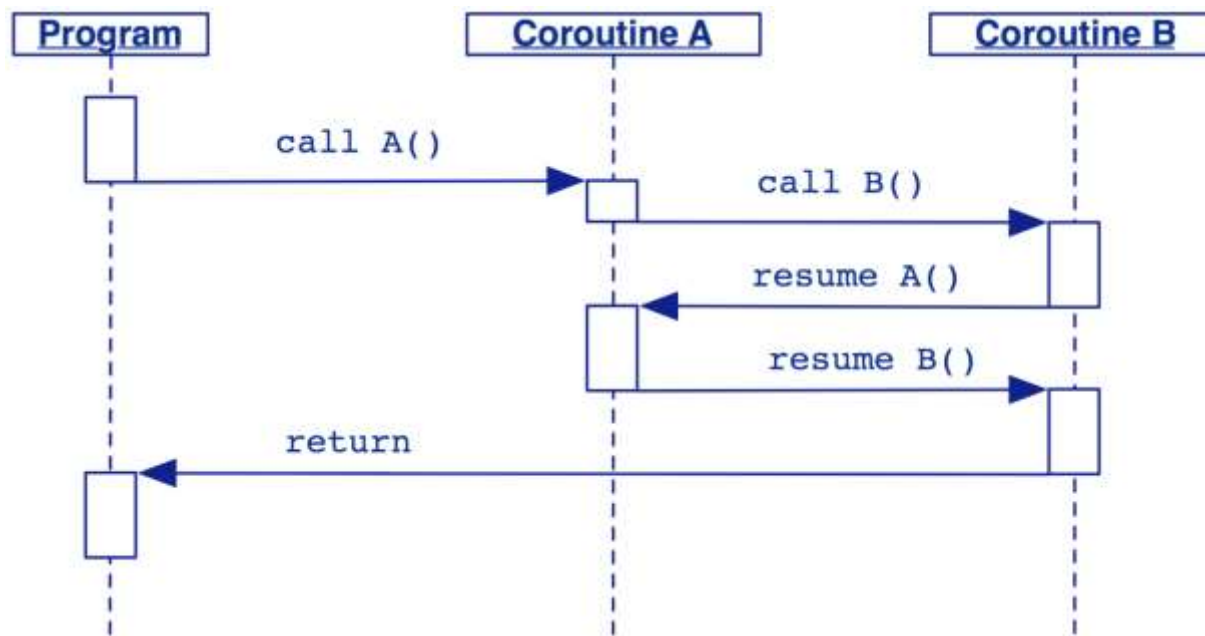 Program
Coroutine A
Coroutine B
call A()
call B()
resume A()
resume B()
return